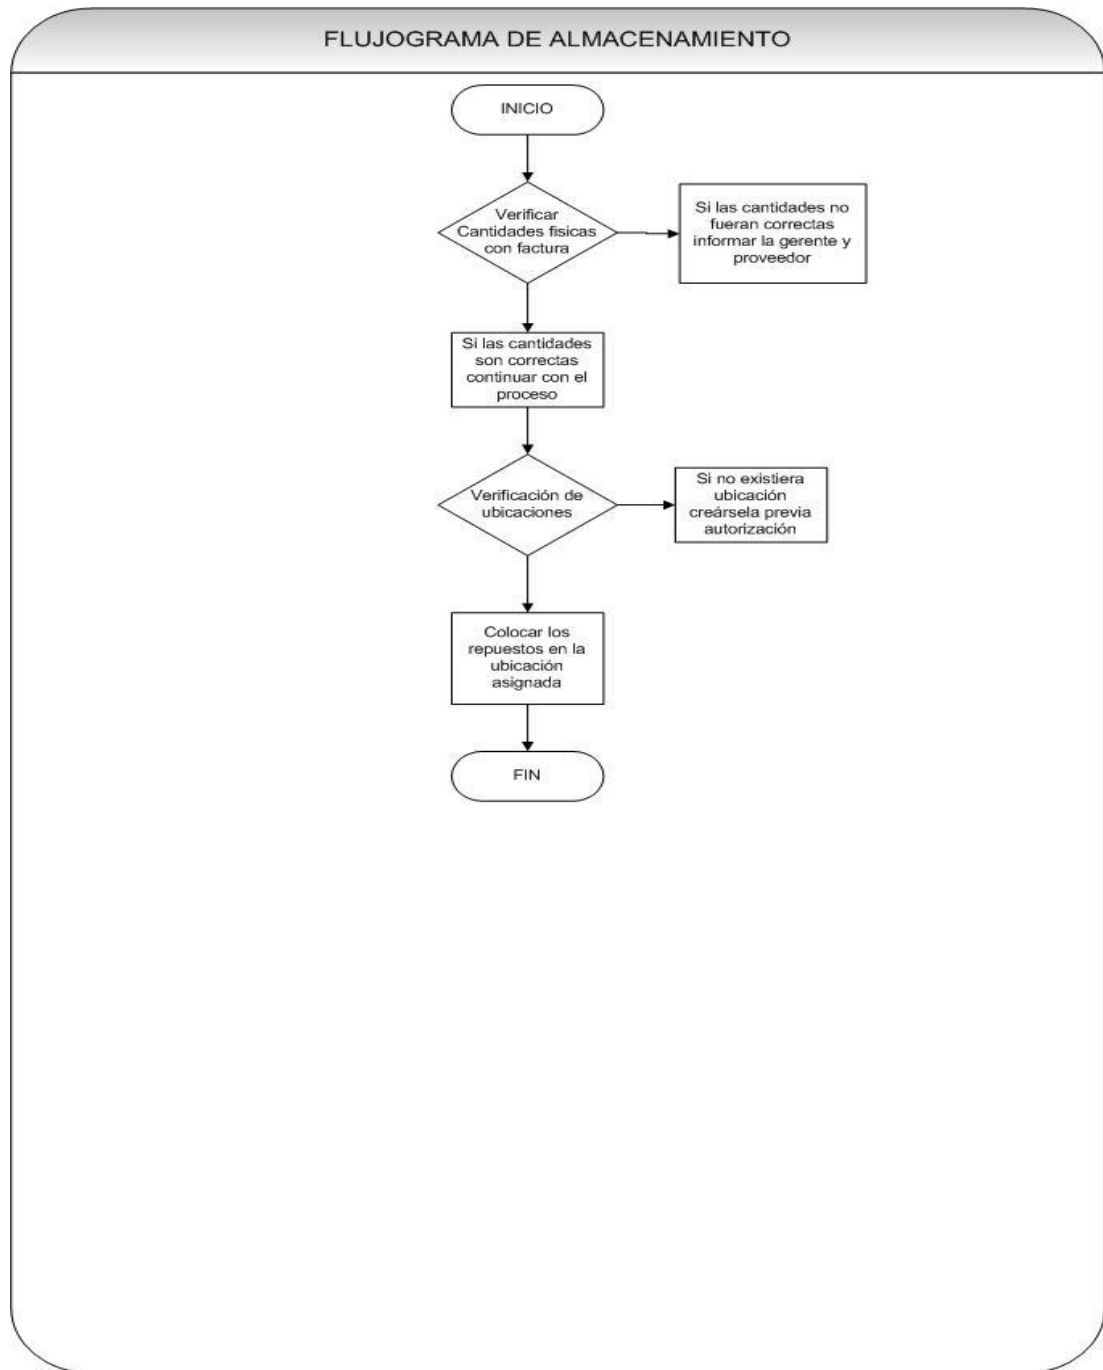 FLUJOGRAMA DE ALMACENAMIENTO
INICIO
Verificar
Cantidades fisicas
con factura
Si las cantidades no
fueran correctas
informar la gerente y
proveedor
Si las cantidades
son correctas
continuar con el
proceso
Verificación de
ubicaciones
Si no existiera
ubicación
creársela previa
autorización
Colocar los
repuestos en la
ubicación
asignada
FIN